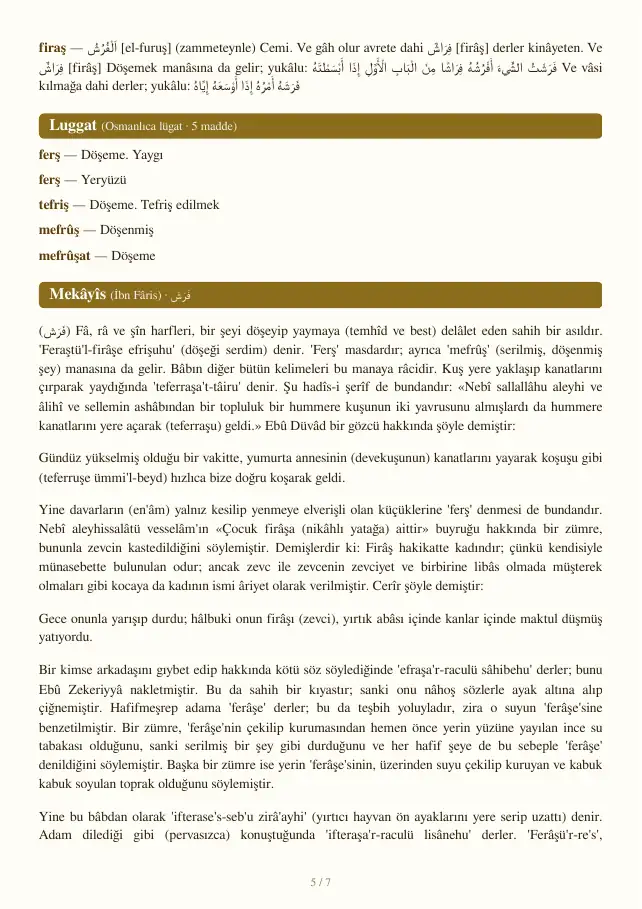 firaş — اَلْفُرُشُ [el-furuş] (zammeteynle) Cemi. Ve gâh olur avrete dahi فِرَاشٌ [firâş] derler kinâyeten. Ve
فِرَاشٌ [firâş] Döşemek manâsına da gelir; yukâlu: فَرَشْتُ الشَّيْءَ أَفْرُشُهُ فِرَاشًا مِنَ الْبَابِ الْأَوَّلِ إِذَا أَبْسَطْتَهُ Ve vâsi
kılmağa dahi derler; yukâlu: فَرَشَهُ أَمْرُهُ إِذَا أَوْسَعَهُ إِيَّاهُ
Luggat (Osmanlıca lügat · 5 madde)
ferş — Döşeme. Yaygı
ferş — Yeryüzü
tefriş — Döşeme. Tefriş edilmek
mefrûş — Döşenmiş
mefrûşat — Döşeme
Mekâyîs (İbn Fâris) · فَرَشَ
(فَرَشَ) Fâ, râ ve şîn harfleri, bir şeyi döşeyip yaymaya (temhîd ve best) delâlet eden sahih bir asıldır.
'Feraştü'l-firâşe efrişuhu' (döşeği serdim) denir. 'Ferş' masdardır; ayrıca 'mefrûş' (serilmiş, döşenmiş
şey) manasına da gelir. Bâbın diğer bütün kelimeleri bu manaya râcidir. Kuş yere yaklaşıp kanatlarını
çırparak yaydığında 'teferraşa't-tâiru' denir. Şu hadîs-i şerîf de bundandır: «Nebî sallallâhu aleyhi ve
âlihî ve sellemin ashâbından bir topluluk bir hummere kuşunun iki yavrusunu almışlardı da hummere
kanatlarını yere açarak (teferraşu) geldi.» Ebû Düvâd bir gözcü hakkında şöyle demiştir:
Gündüz yükselmiş olduğu bir vakitte, yumurta annesinin (devekuşunun) kanatlarını yayarak koşuşu gibi
(teferruşe ümmi'l-beyd) hızlıca bize doğru koşarak geldi.
Yine davarların (en'âm) yalnız kesilip yenmeye elverişli olan küçüklerine 'ferş' denmesi de bundandır.
Nebî aleyhissalâtü vesselâm'ın «Çocuk firâşa (nikâhlı yatağa) aittir» buyruğu hakkında bir zümre,
bununla zevcin kastedildiğini söylemiştir. Demişlerdir ki: Firâş hakikatte kadındır; çünkü kendisiyle
münasebette bulunulan odur; ancak zevc ile zevcenin zevciyet ve birbirine libâs olmada müşterek
olmaları gibi kocaya da kadının ismi âriyet olarak verilmiştir. Cerîr şöyle demiştir:
Gece onunla yarışıp durdu; hâlbuki onun firâşı (zevci), yırtık abâsı içinde kanlar içinde maktul düşmüş
yatıyordu.
Bir kimse arkadaşını gıybet edip hakkında kötü söz söylediğinde 'efraşa'r-raculü sâhibehu' derler; bunu
Ebû Zekeriyyâ nakletmiştir. Bu da sahih bir kıyastır; sanki onu nâhoş sözlerle ayak altına alıp
çiğnemiştir. Hafifmeşrep adama 'ferâşe' derler; bu da teşbih yoluyladır, zira o suyun 'ferâşe'sine
benzetilmiştir. Bir zümre, 'ferâşe'nin çekilip kurumasından hemen önce yerin yüzüne yayılan ince su
tabakası olduğunu, sanki serilmiş bir şey gibi durduğunu ve her hafif şeye de bu sebeple 'ferâşe'
denildiğini söylemiştir. Başka bir zümre ise yerin 'ferâşe'sinin, üzerinden suyu çekilip kuruyan ve kabuk
kabuk soyulan toprak olduğunu söylemiştir.
Yine bu bâbdan olarak 'ifterase's-seb'u zirâ'ayhi' (yırtıcı hayvan ön ayaklarını yere serip uzattı) denir.
Adam dilediği gibi (pervasızca) konuştuğunda 'ifteraşa'r-raculü lisânehu' derler. 'Ferâşü'r-re's',
5 / 7